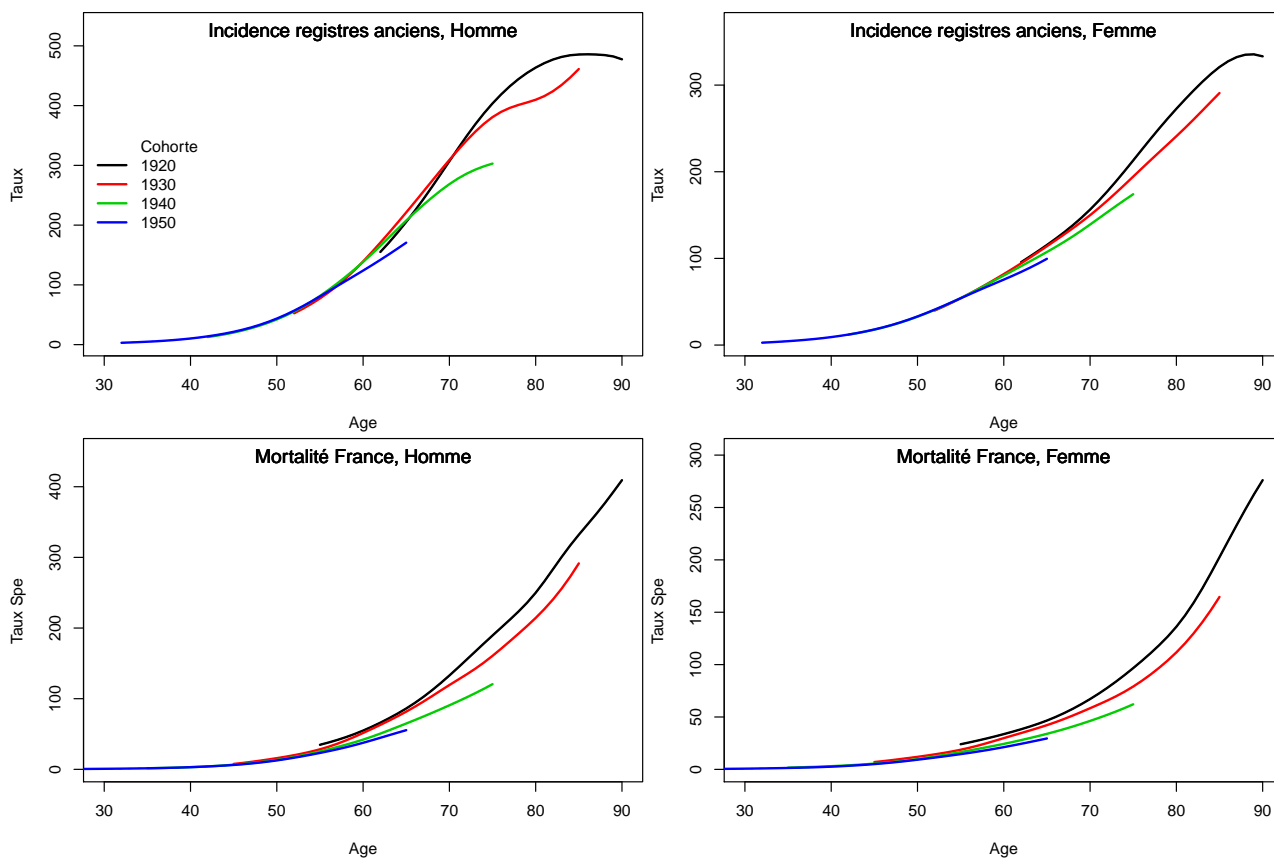 Incidence registres anciens, Homme
Taux
500
400
300
200
100
0
Cohorte
1920
1930
1940
1950
30 40 50 60 70 80 90
Age
Incidence registres anciens, Femme
Taux
300
200
100
0
30 40 50 60 70 80 90
Age
Mortalité France, Homme
Taux Spe
400
300
200
100
0
30 40 50 60 70 80 90
Age
Mortalité France, Femme
Taux Spe
300
250
200
150
100
50
0
30 40 50 60 70 80 90
Age